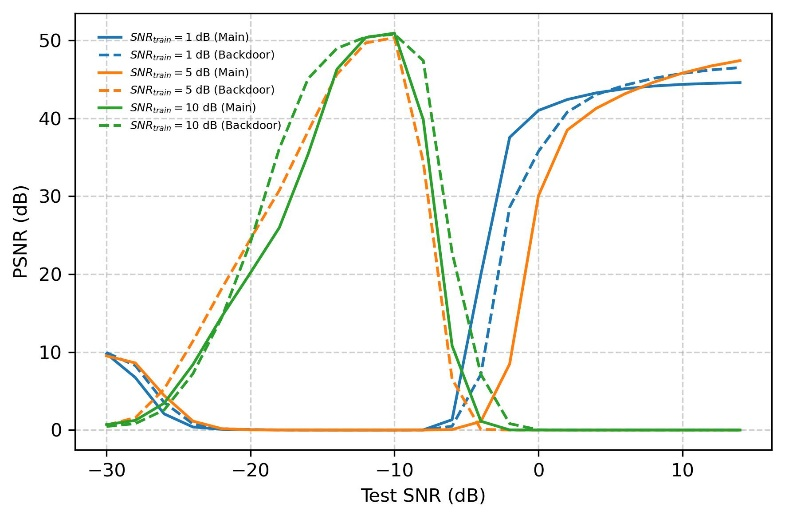 SNR_train = 1 dB (Main)
SNR_train = 1 dB (Backdoor)
SNR_train = 5 dB (Main)
SNR_train = 5 dB (Backdoor)
SNR_train = 10 dB (Main)
SNR_train = 10 dB (Backdoor)
50
40
30
20
10
0
PSNR (dB)
−30 −20 −10 0 10
Test SNR (dB)